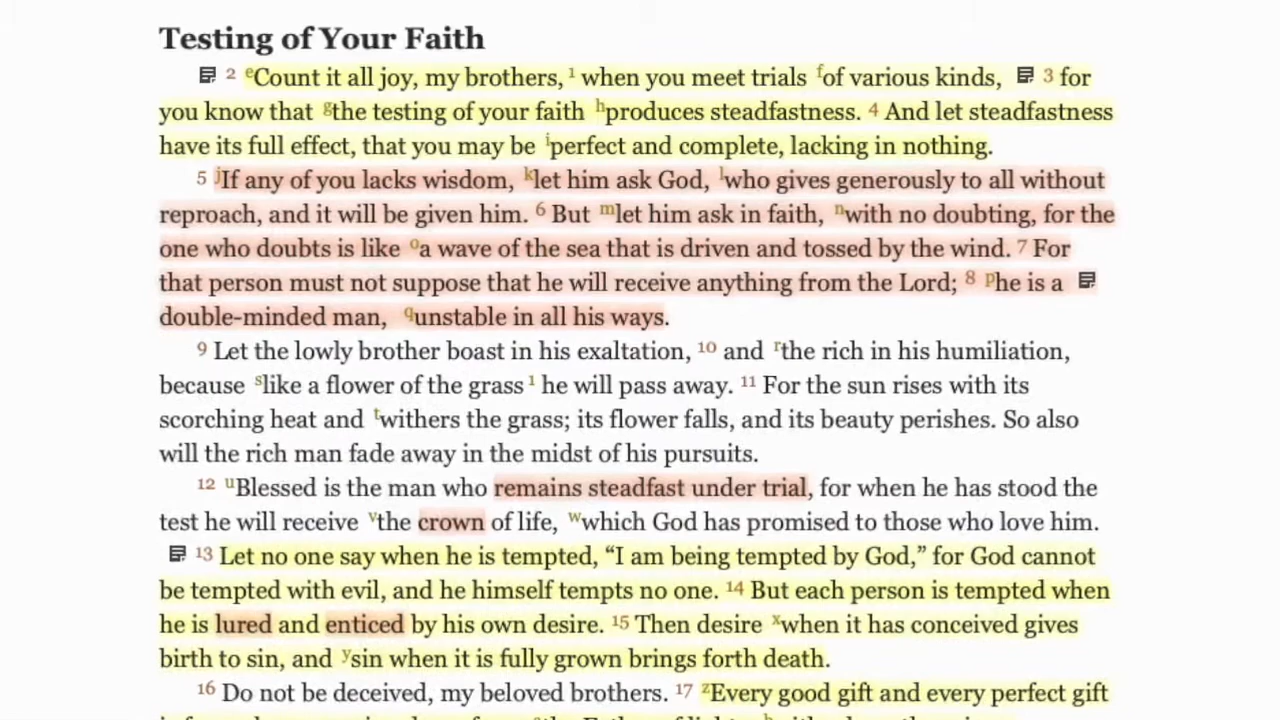 Testing of Your Faith
2 eCount it all joy, my brothers, 1 when you meet trials fof various kinds, 3 for
you know that gthe testing of your faith hproduces steadfastness. 4 And let steadfastness
have its full effect, that you may be iperfect and complete, lacking in nothing.
5 jIf any of you lacks wisdom, klet him ask God, lwho gives generously to all without
reproach, and it will be given him. 6 But mlet him ask in faith, nwith no doubting, for the
one who doubts is like oa wave of the sea that is driven and tossed by the wind. 7 For
that person must not suppose that he will receive anything from the Lord; 8 phe is a
double-minded man, qunstable in all his ways.
9 Let the lowly brother boast in his exaltation, 10 and rthe rich in his humiliation,
because slike a flower of the grass 1 he will pass away. 11 For the sun rises with its
scorching heat and twithers the grass; its flower falls, and its beauty perishes. So also
will the rich man fade away in the midst of his pursuits.
12 uBlessed is the man who remains steadfast under trial, for when he has stood the
test he will receive vthe crown of life, wwhich God has promised to those who love him.
13 Let no one say when he is tempted, “I am being tempted by God,” for God cannot
be tempted with evil, and he himself tempts no one. 14 But each person is tempted when
he is lured and enticed by his own desire. 15 Then desire xwhen it has conceived gives
birth to sin, and ysin when it is fully grown brings forth death.
16 Do not be deceived, my beloved brothers. 17 zEvery good gift and every perfect gift